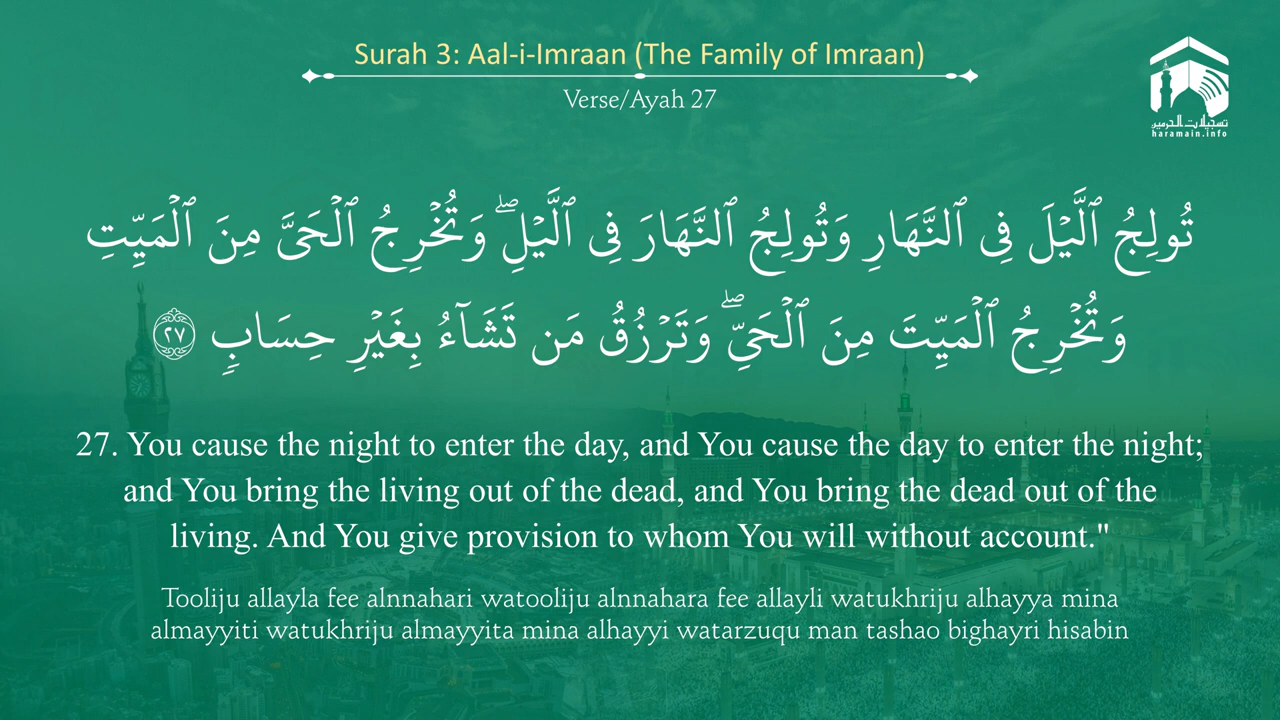 Surah 3: Aal-i-Imraan (The Family of Imraan)
Verse/Ayah 27
تسجيلات الحرمين
haramain.info
تُولِجُ ٱلَّيْلَ فِى ٱلنَّهَارِ وَتُولِجُ ٱلنَّهَارَ فِى ٱلَّيْلِ ۖ وَتُخْرِجُ ٱلْحَىَّ مِنَ ٱلْمَيِّتِ
وَتُخْرِجُ ٱلْمَيِّتَ مِنَ ٱلْحَىِّ ۖ وَتَرْزُقُ مَن تَشَآءُ بِغَيْرِ حِسَابٍ ٢٧
27. You cause the night to enter the day, and You cause the day to enter the night;
and You bring the living out of the dead, and You bring the dead out of the
living. And You give provision to whom You will without account."
Tooliju allayla fee alnnahari watooliju alnnahara fee allayli watukhriju alhayya mina
almayyiti watukhriju almayyita mina alhayyi watarzuqu man tashao bighayri hisabin